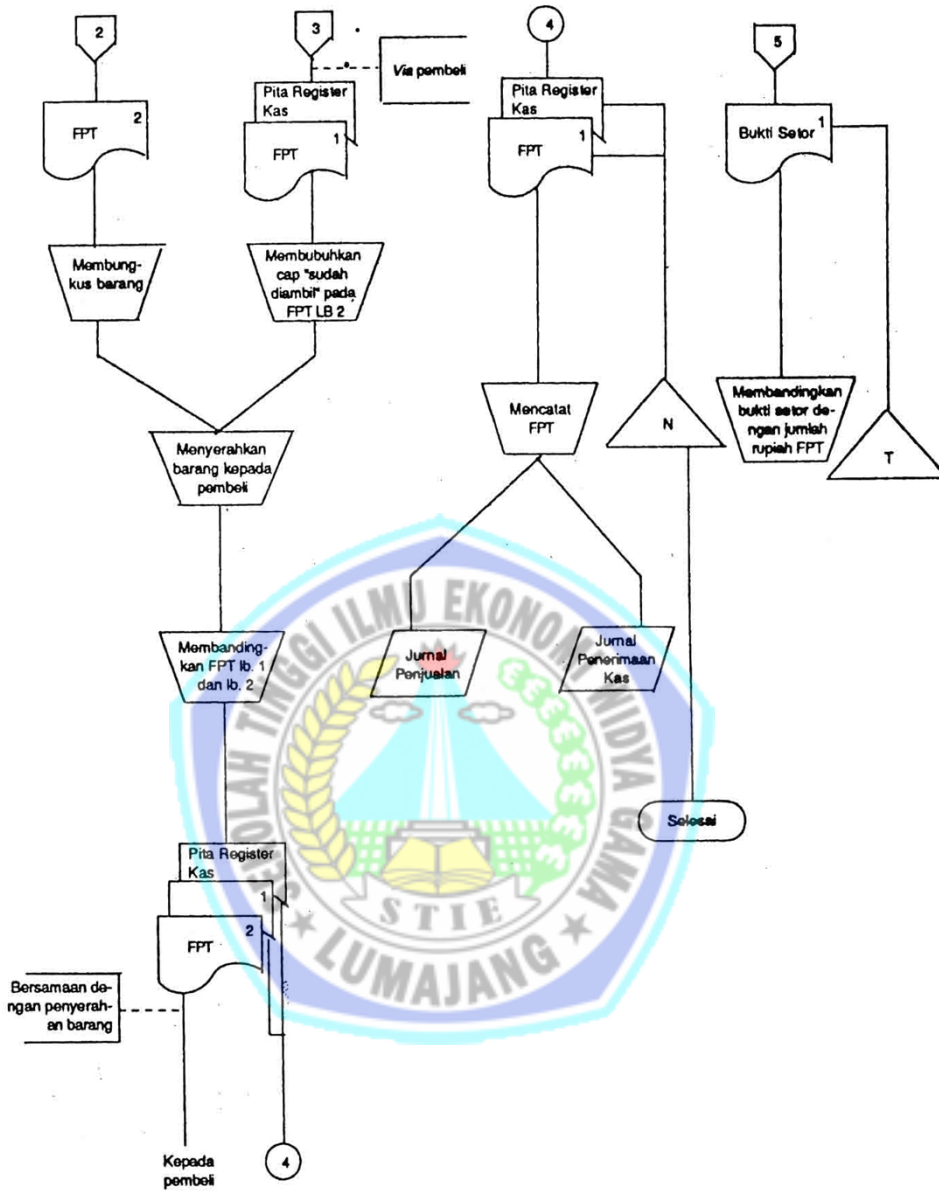 2
FPT
2
Membung-
kus barang
3
Via pembeli
Pita Register
Kas
1
FPT
Membubuhkan
cap "sudah
diambil" pada
FPT LB 2
Menyerahkan
barang kepada
pembeli
Membanding-
kan FPT lb. 1
dan lb. 2
Pita Register
Kas
1
2
FPT
Bersamaan de-
ngan penyerah-
an barang
Kepada
pembeli
4
4
Pita Register
Kas
1
FPT
Mencatat
FPT
N
Jurnal
Penjualan
Jurnal
Penerimaan
Kas
Selesai
5
1
Bukti Setor
Membandingkan
bukti setor de-
ngan jumlah
rupiah FPT
T
SEKOLAH TINGGI ILMU EKONOMI WIDYA GAMA
STIE
LUMAJANG